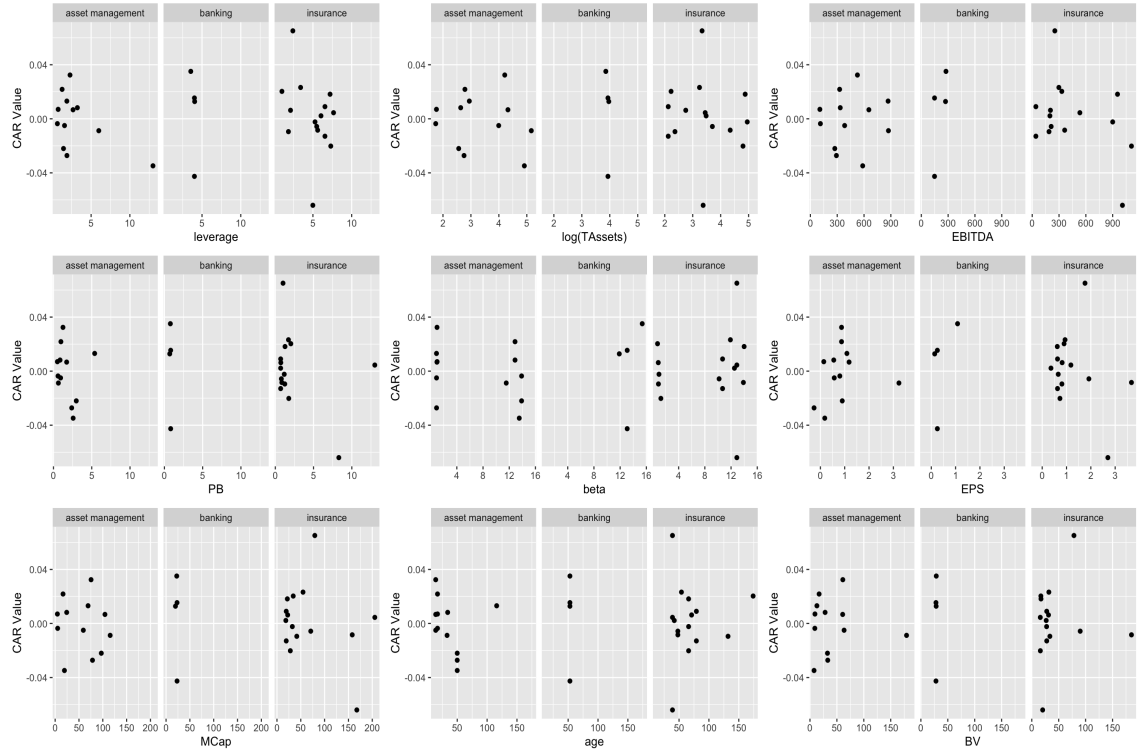 asset management banking insurance
0.04
0.00
-0.04
CAR Value
5 10 5 10 5 10
leverage
asset management banking insurance
0.04
0.00
-0.04
CAR Value
2 3 4 5 2 3 4 5 2 3 4 5
log(TAssets)
asset management banking insurance
0.04
0.00
-0.04
CAR Value
0 300 600 900 0 300 600 900 0 300 600 900
EBITDA
asset management banking insurance
0.04
0.00
-0.04
CAR Value
0 5 10 0 5 10 0 5 10
PB
asset management banking insurance
0.04
0.00
-0.04
CAR Value
4 8 12 16 4 8 12 16 4 8 12 16
beta
asset management banking insurance
0.04
0.00
-0.04
CAR Value
0 1 2 3 0 1 2 3 0 1 2 3
EPS
asset management banking insurance
0.04
0.00
-0.04
CAR Value
0 50 100 150 200 0 50 100 150 200 0 50 100 150 200
MCap
asset management banking insurance
0.04
0.00
-0.04
CAR Value
50 100 150 50 100 150 50 100 150
age
asset management banking insurance
0.04
0.00
-0.04
CAR Value
0 50 100 150 0 50 100 150 0 50 100 150
BV